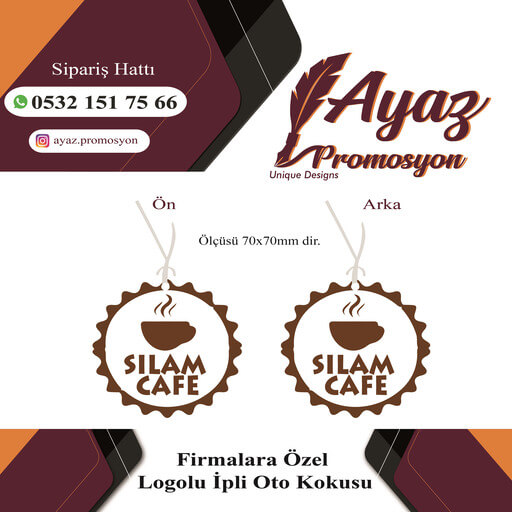 Sipariş Hattı
0532 151 75 66
ayaz.promosyon
Ayaz
Promosyon
Unique Designs
Ön
Arka
Ölçüsü 70x70mm dir.
SILAM
CAFE
SILAM
CAFE
Firmalara Özel
Logolu İpli Oto Kokusu